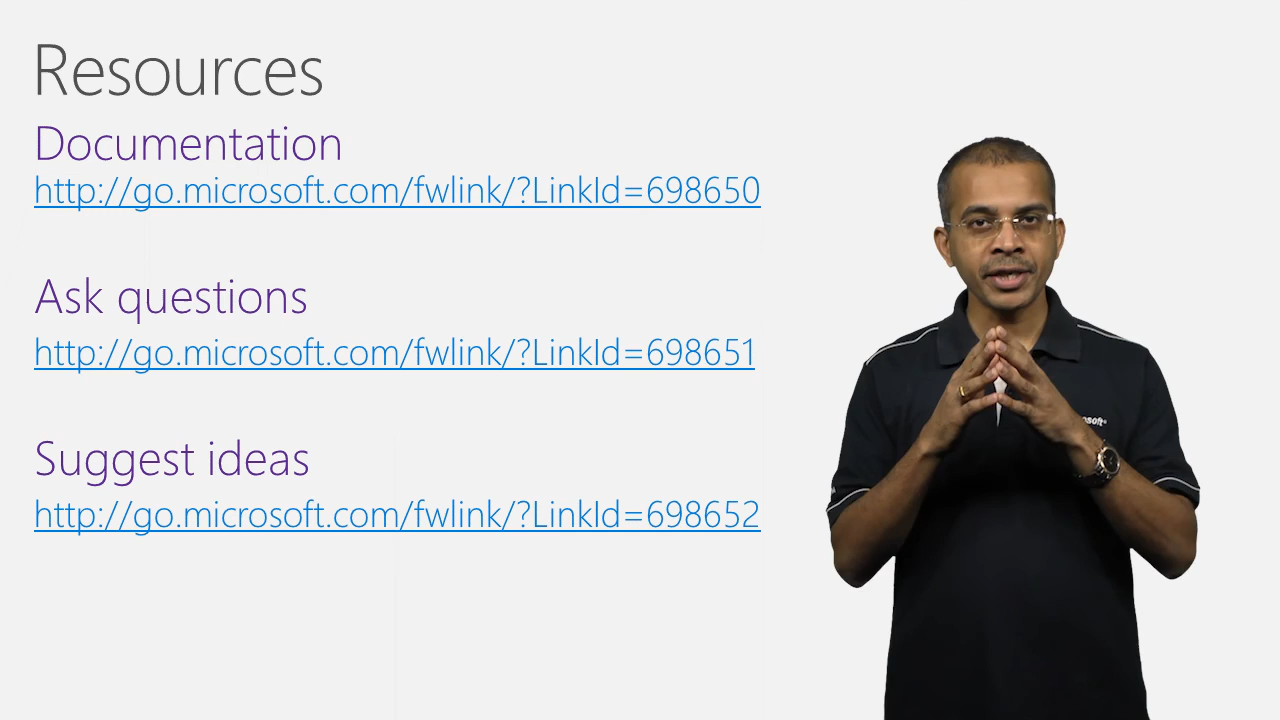 Resources
Documentation
http://go.microsoft.com/fwlink/?LinkId=698650
Ask questions
http://go.microsoft.com/fwlink/?LinkId=698651
Suggest ideas
http://go.microsoft.com/fwlink/?LinkId=698652